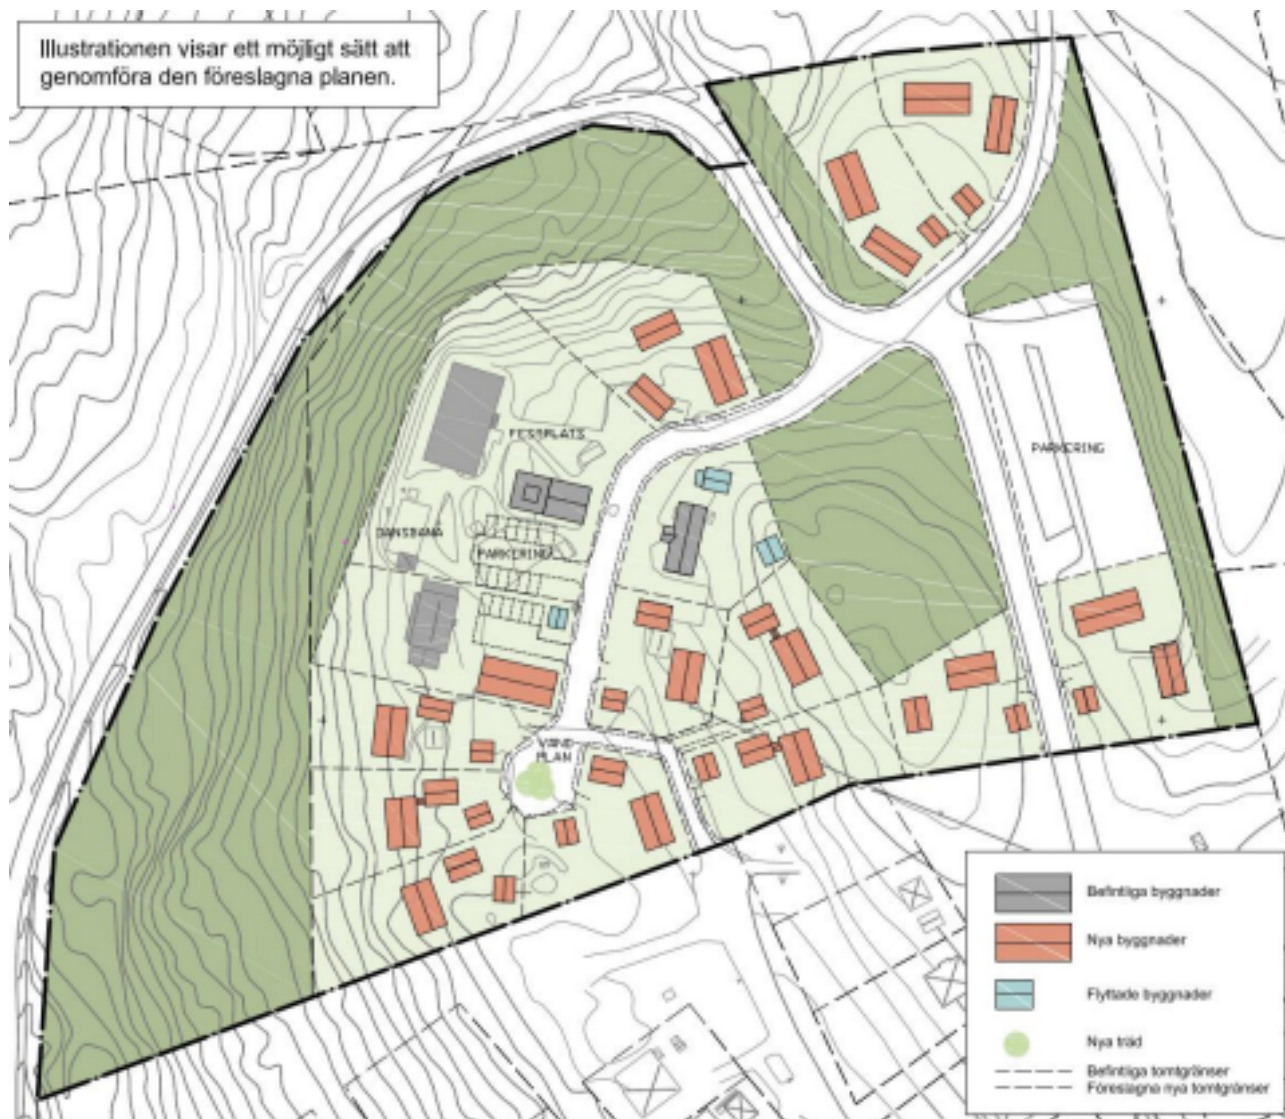 Illustrationen visar ett möjligt sätt att
genomföra den föreslagna planen.
FESTPLATS
PARKERING
DANSBANA
PARKERING
VÄND
PLAN
Befintliga byggnader
Nya byggnader
Flyttade byggnader
Nya träd
Befintliga tomtgränser
Föreslagna nya tomtgränser